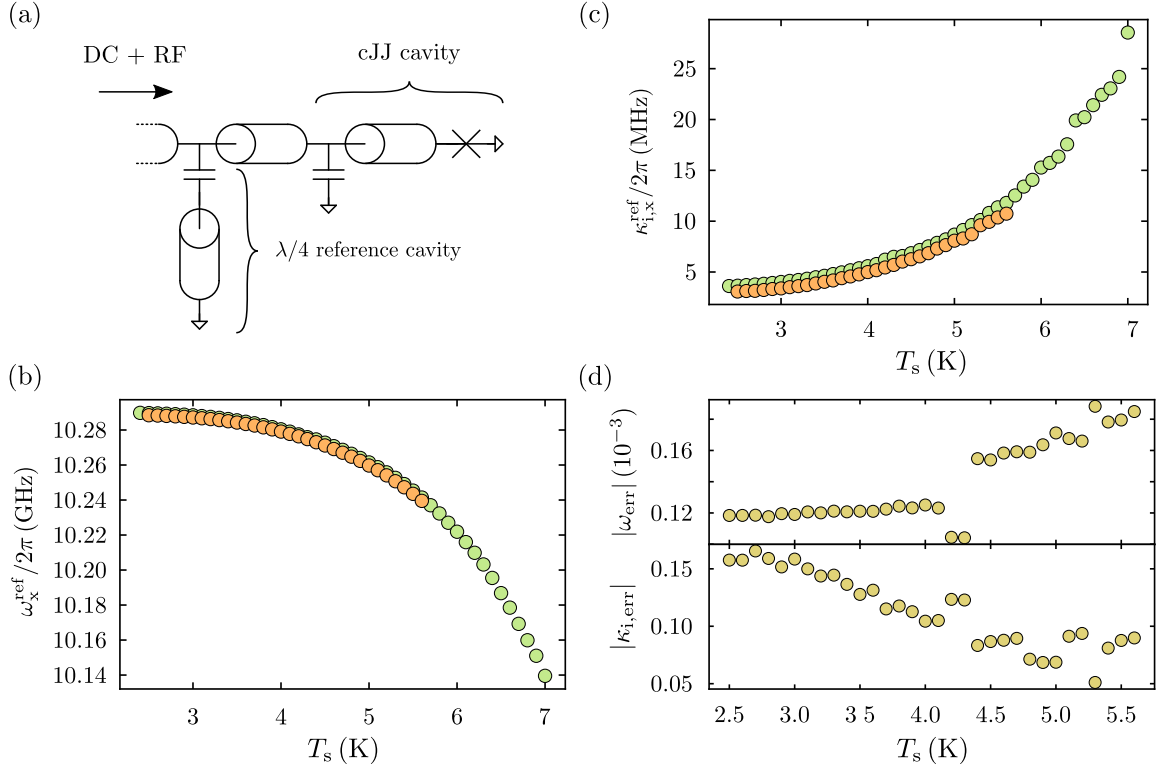 (a)
DC + RF
cJJ cavity
λ/4 reference cavity
(b)
ω_x^ref/2π (GHz)
10.28
10.26
10.24
10.22
10.20
10.18
10.16
10.14
3 4 5 6 7
T_s (K)
(c)
κ_i,x^ref/2π (MHz)
25
20
15
10
5
3 4 5 6 7
T_s (K)
(d)
|ω_err| (10⁻³)
0.16
0.12
|κ_i,err|
0.15
0.10
0.05
2.5 3.0 3 5 4.0 4.5 5.0 5.5
T_s (K)